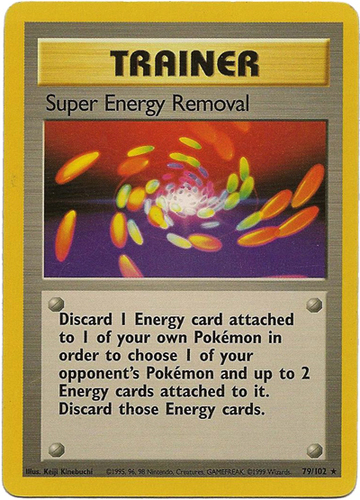 TRAINER
Super Energy Removal
Discard 1 Energy card attached
to 1 of your own Pokémon in
order to choose 1 of your
opponent's Pokémon and up to 2
Energy cards attached to it.
Discard those Energy cards.
Illus. Keiji Kinebuchi ©1995, 96, 98 Nintendo, Creatures, GAMEFREAK. ©1999 Wizards. 79/102 ★